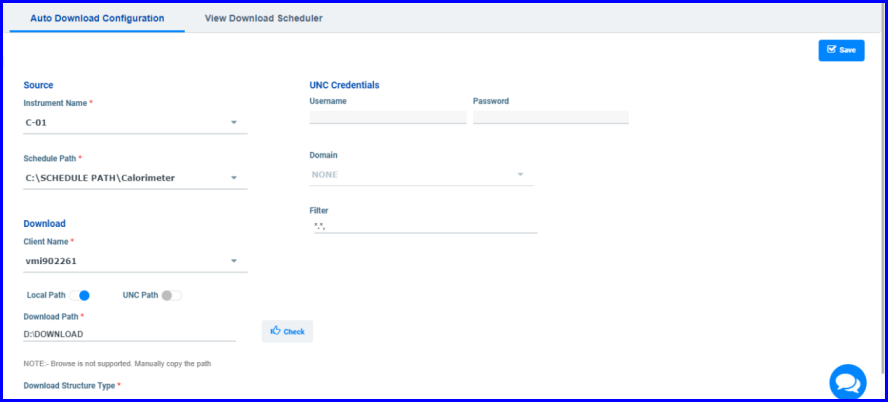 Auto Download Configuration
View Download Scheduler
Save
Source
Instrument Name *
C-01
Schedule Path *
C:\SCHEDULE PATH\Calorimeter
UNC Credentials
Username
Password
Domain
NONE
Filter
*.*,
Download
Client Name *
vmi902261
Local Path
UNC Path
Download Path *
D:\DOWNLOAD
Check
NOTE:- Browse is not supported. Manually copy the path
Download Structure Type *